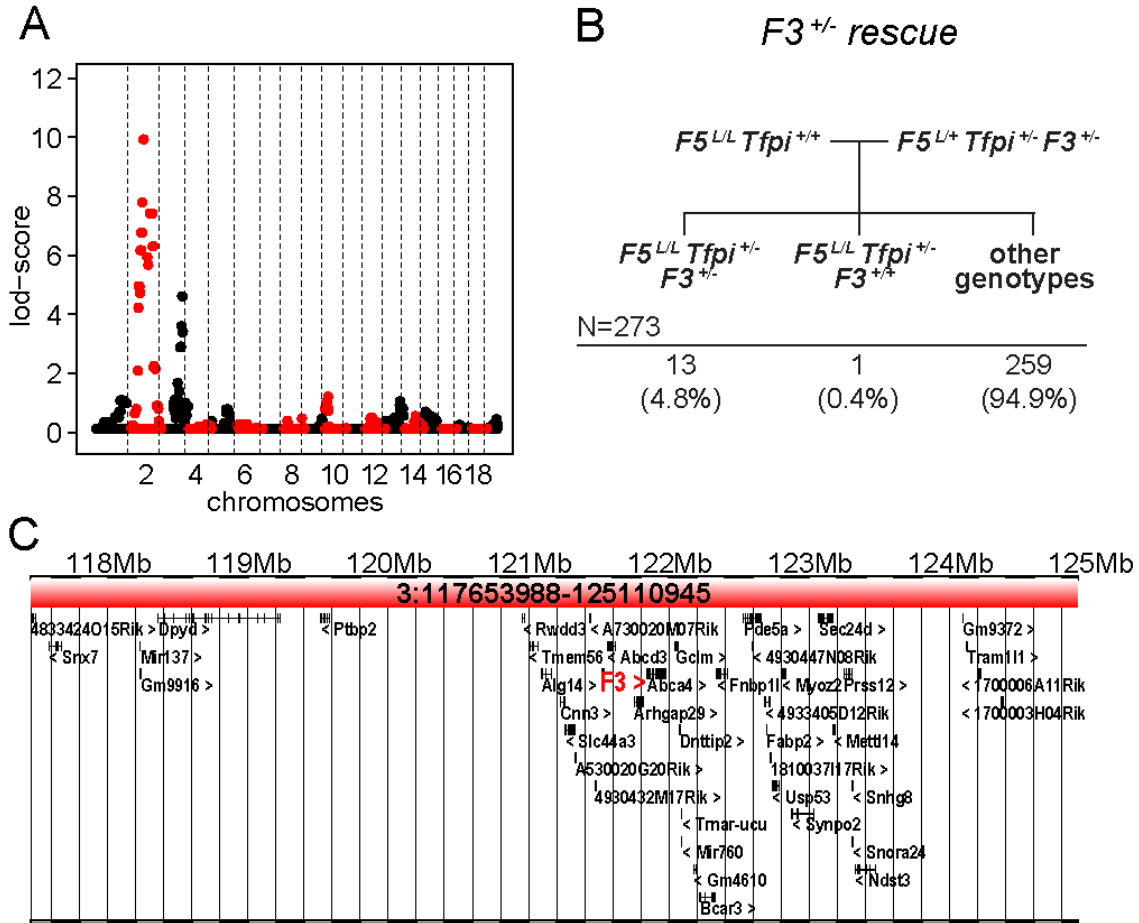 A
12
10
8
6
4
2
0
lod-score
2 4 6 8 10 12 14 16 18
chromosomes
B
F3 +/- rescue
F5 L/L Tfpi +/+ F5 L/+ Tfpi +/- F3 +/-
F5 L/L Tfpi +/- F5 L/L Tfpi +/- other
F3 +/- F3 +/+ genotypes
N=273
13 1 259
(4.8%) (0.4%) (94.9%)
C
118Mb 119Mb 120Mb 121Mb 122Mb 123Mb 124Mb 125Mb
3:117653988-125110945
4833424O15Rik > Dpyd > < Ptbp2 < Rwdd3 < A730020M07Rik Pde5a > Sec24d > Gm9372 >
< Snx7 Mir137 > < Tmem56 < Abcd3 Gclm > < 4930447N08Rik Tram1l1 >
Gm9916 > Alg14 > F3 > Abca4 > < Fnbp1l < Myoz2 Prss12 > < 1700006A11Rik
Cnn3 > Arhgap29 > < 4933405D12Rik < 1700003H04Rik
< Slc44a3 Dnttip2 > Fabp2 > < Mettl14
A530020G20Rik > 1810037I17Rik >
4930432M17Rik > < Usp53 < Snhg8
< Tmar-ucu < Synpo2
< Mir760 < Snora24
< Gm4610 < Ndst3
Bcar3 >